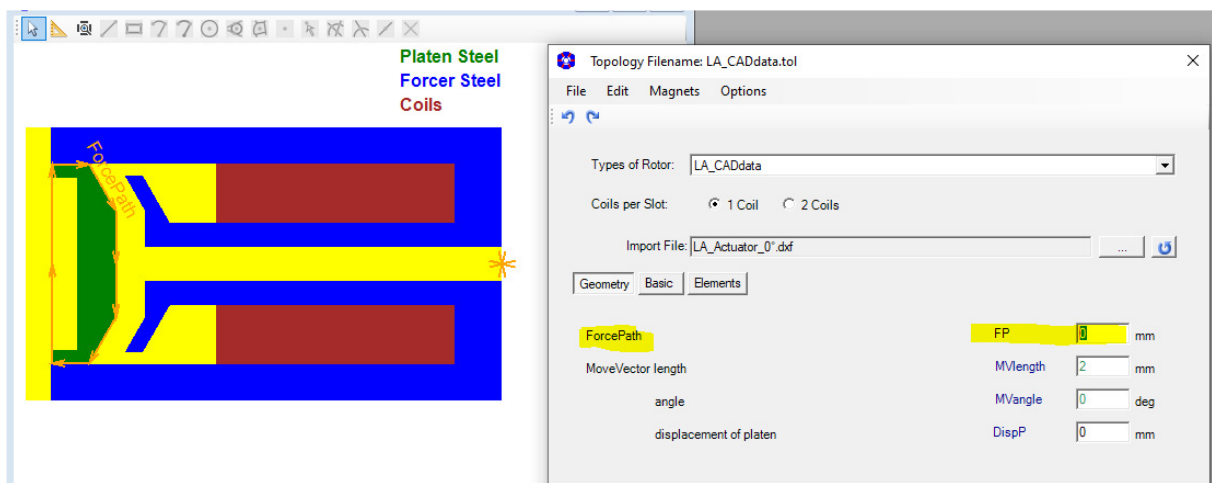 Platen Steel
Forcer Steel
Coils
ForcePath
Topology Filename: LA_CADdata.tol
File Edit Magnets Options
Types of Rotor: LA_CADdata
Coils per Slot: 1 Coil 2 Coils
Import File: LA_Actuator_0°.dxf ...
Geometry Basic Elements
ForcePath FP 0 mm
MoveVector length MVlength 2 mm
angle MVangle 0 deg
displacement of platen DispP 0 mm